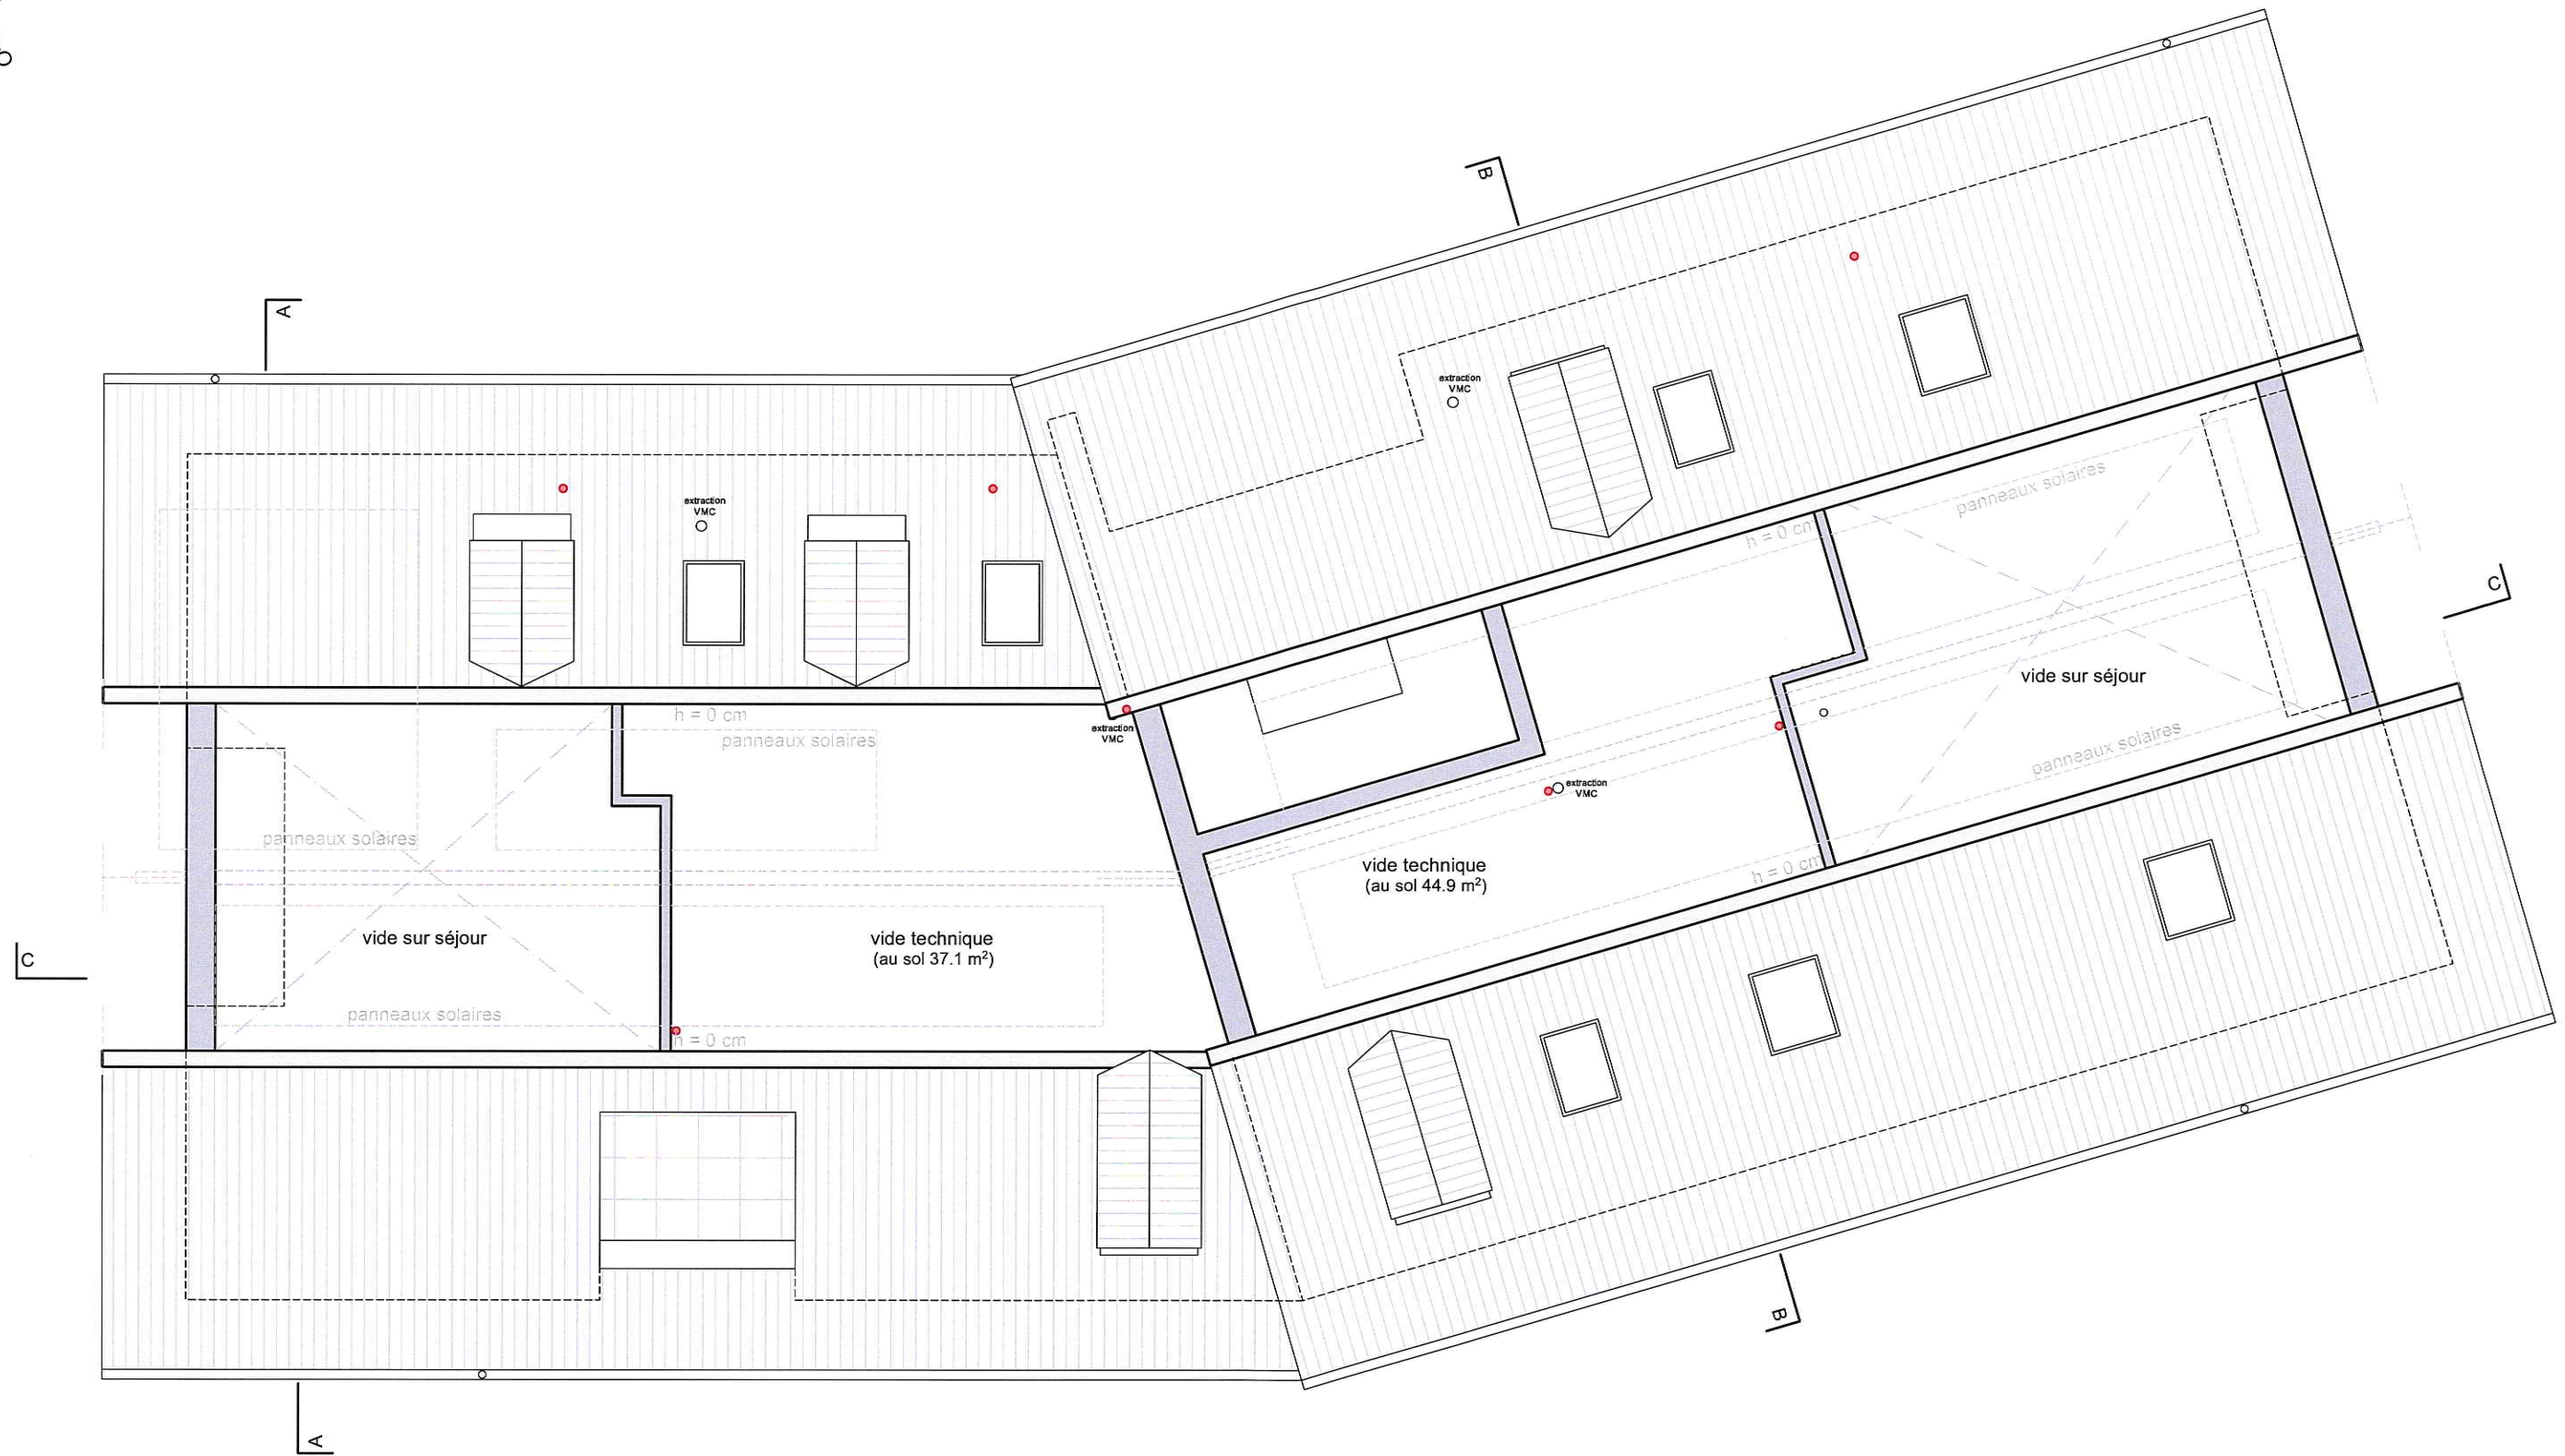 B
A
extraction
VMC
extraction
VMC
panneaux solaires
h = 0 cm
C
vide sur séjour
h = 0 cm
panneaux solaires
extraction
VMC
panneaux solaires
extraction
VMC
panneaux solaires
h = 0 cm
vide technique
(au sol 44.9 m²)
vide sur séjour
vide technique
(au sol 37.1 m²)
C
panneaux solaires
h = 0 cm
B
A